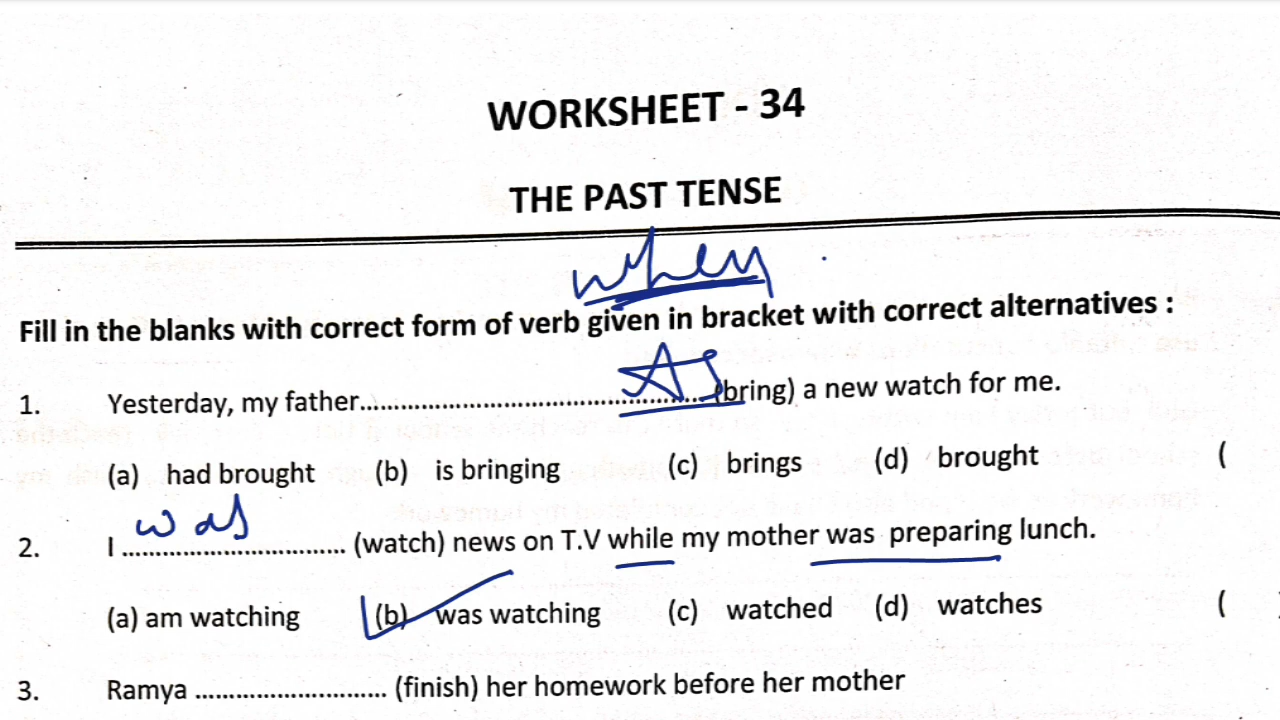 WORKSHEET - 34
THE PAST TENSE
when
Fill in the blanks with correct form of verb given in bracket with correct alternatives :
As
1. Yesterday, my father.......................................................(bring) a new watch for me.
(a) had brought (b) is bringing (c) brings (d) brought (
was
2. I .................................. (watch) news on T.V while my mother was preparing lunch.
(a) am watching (b) was watching (c) watched (d) watches (
3. Ramya ............................. (finish) her homework before her mother